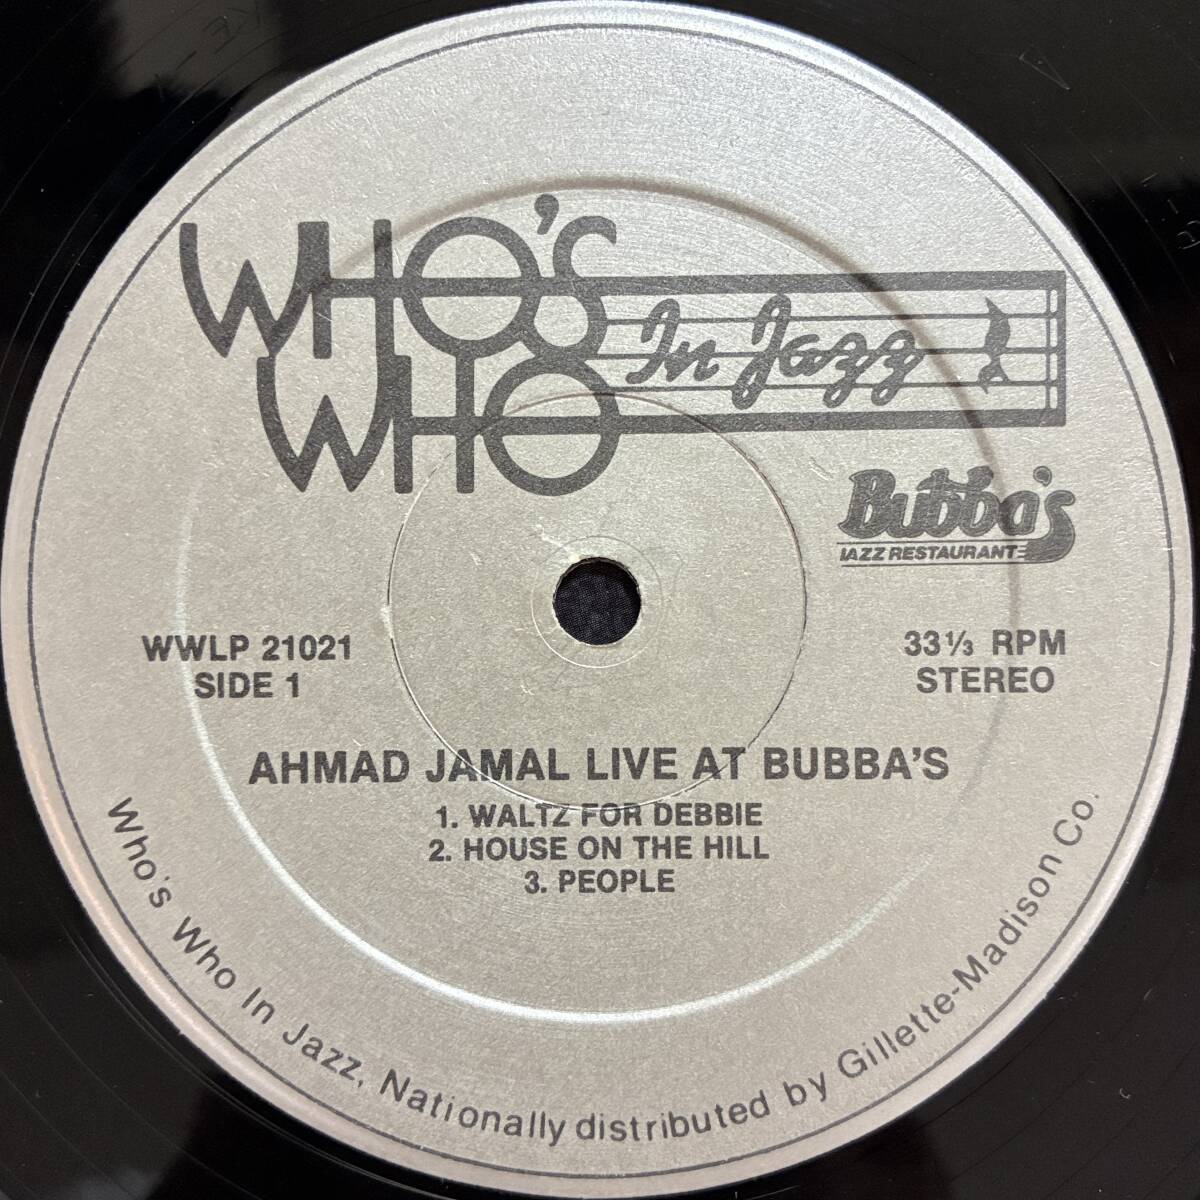 WHO'S
WHO
In Jazz
Bubba's
JAZZ RESTAURANT
WWLP 21021
SIDE 1
33⅓ RPM
STEREO
AHMAD JAMAL LIVE AT BUBBA'S
1. WALTZ FOR DEBBIE
2. HOUSE ON THE HILL
3. PEOPLE
Who's Who In Jazz, Nationally distributed by Gillette-Madison Co.